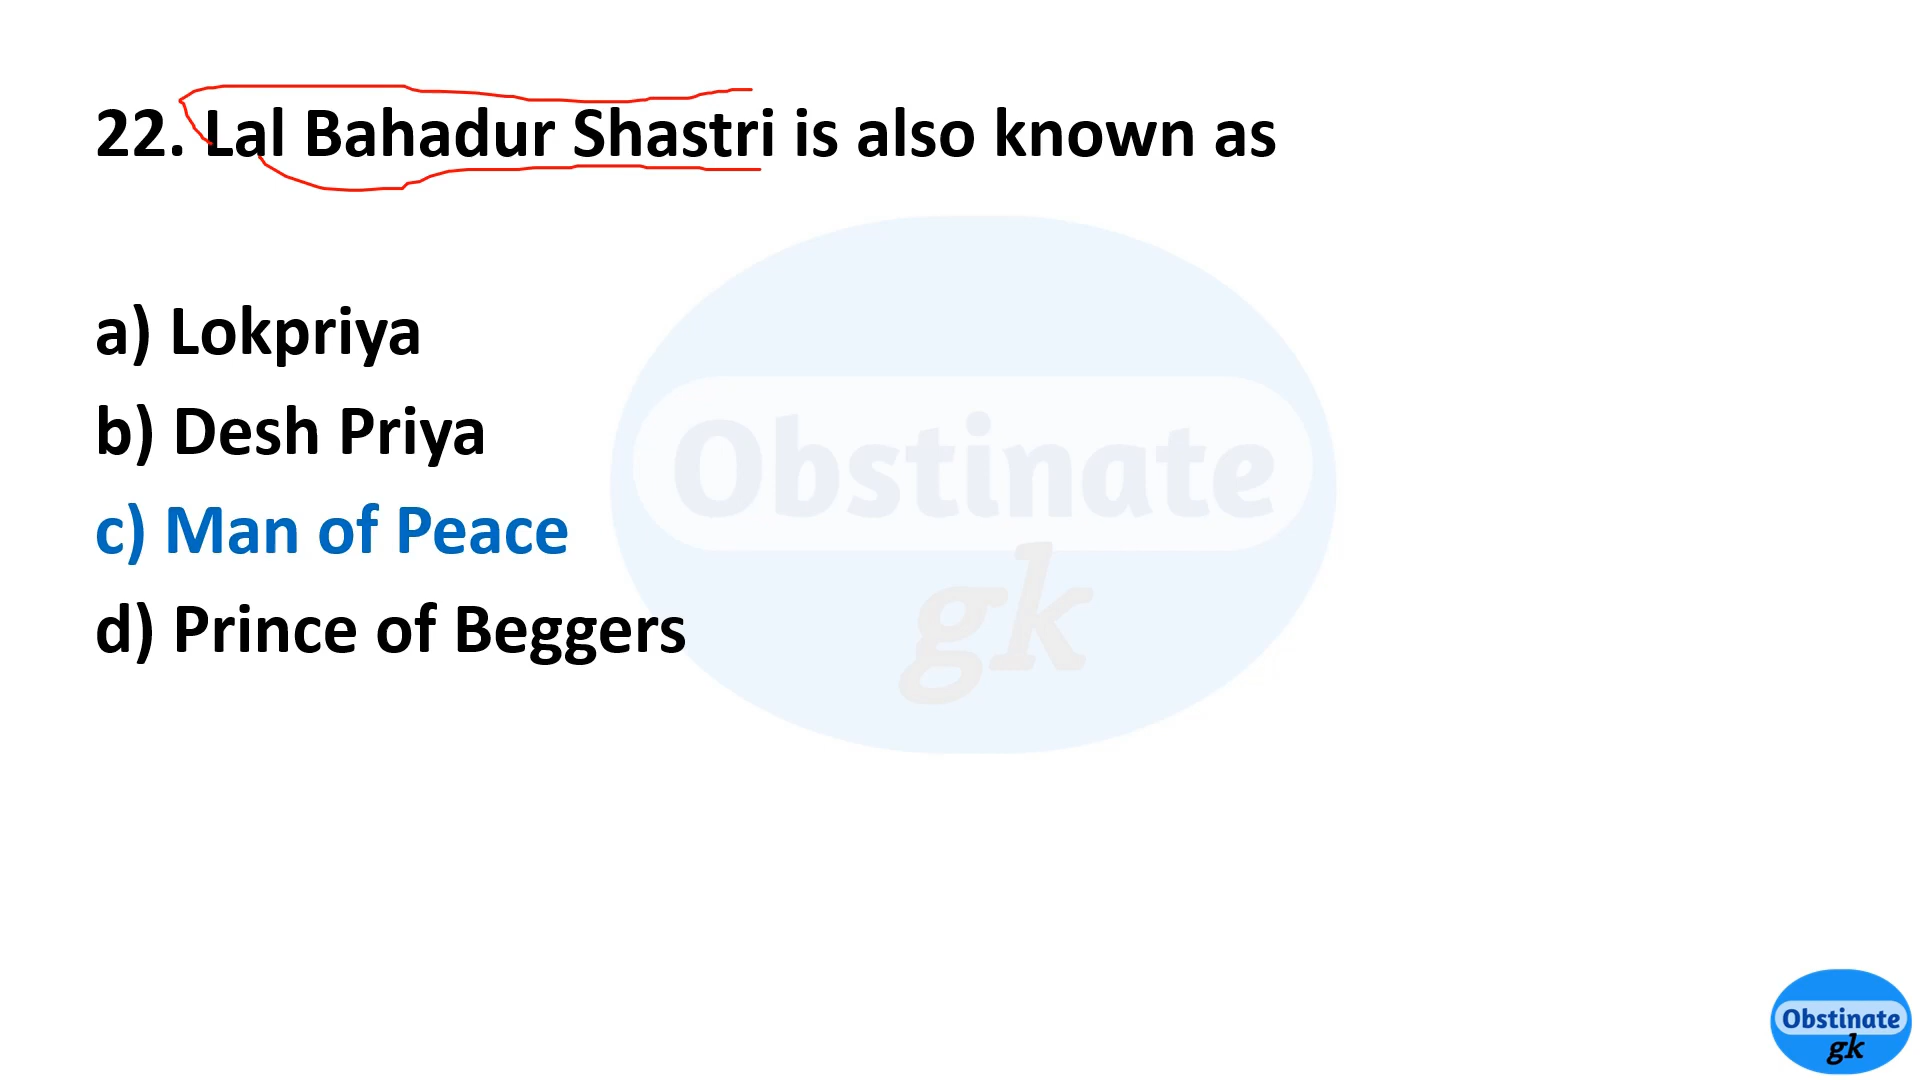 22. Lal Bahadur Shastri is also known as
a) Lokpriya
b) Desh Priya
c) Man of Peace
d) Prince of Beggers
Obstinate
gk
Obstinate
gk